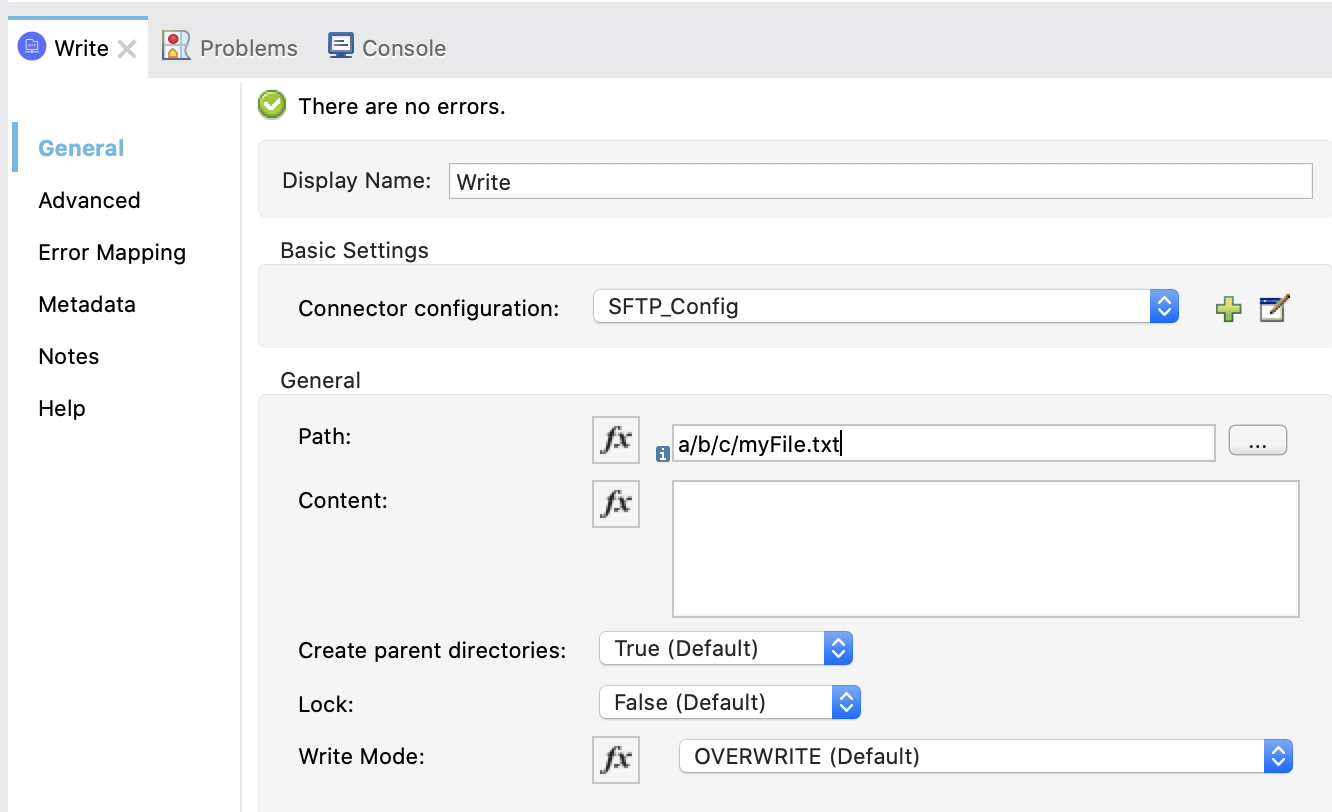 Write
Problems
Console
There are no errors.
General
Advanced
Error Mapping
Metadata
Notes
Help
Display Name: Write
Basic Settings
Connector configuration: SFTP_Config
General
Path: fx i a/b/c/myFile.txt ...
Content: fx
Create parent directories: True (Default)
Lock: False (Default)
Write Mode: fx OVERWRITE (Default)